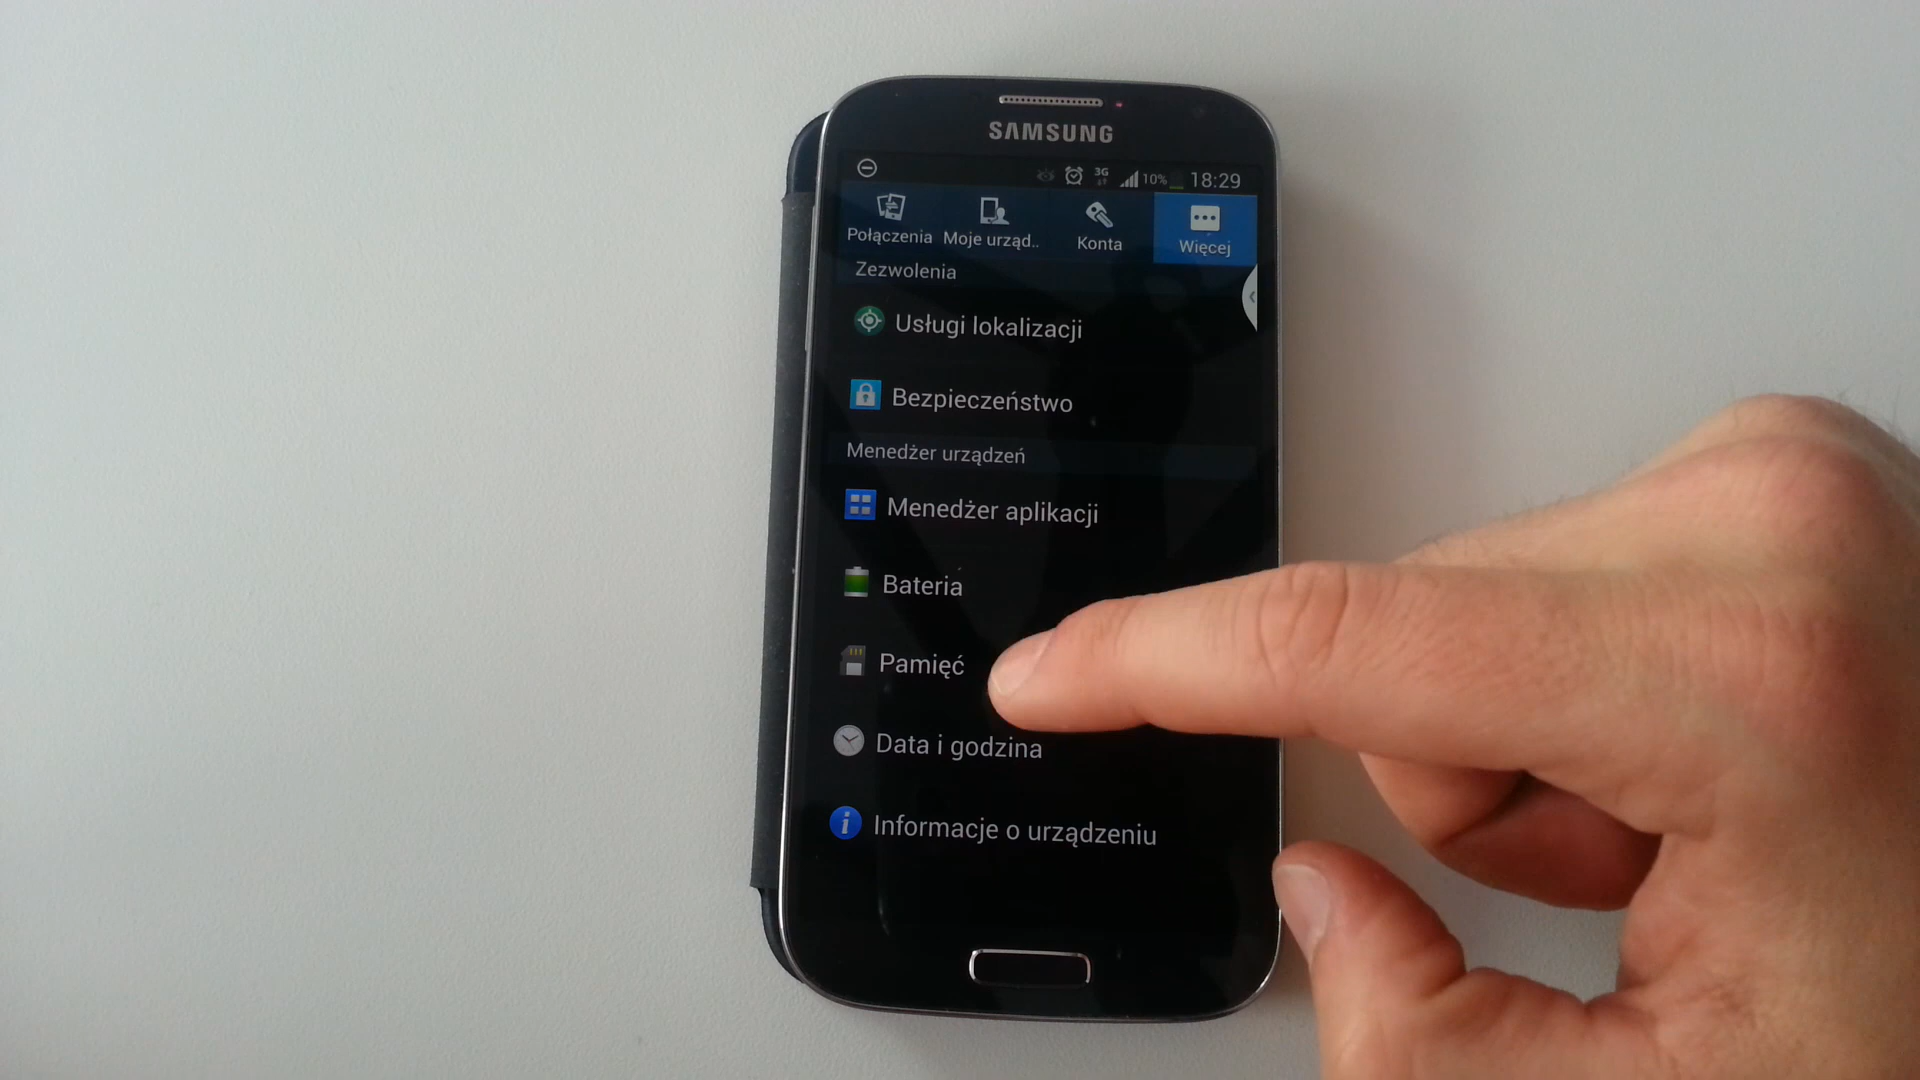 SAMSUNG
3G 10% 18:29
Połączenia Moje urząd.. Konta Więcej
Zezwolenia
Usługi lokalizacji
Bezpieczeństwo
Menedżer urządzeń
Menedżer aplikacji
Bateria
Pamięć
Data i godzina
Informacje o urządzeniu